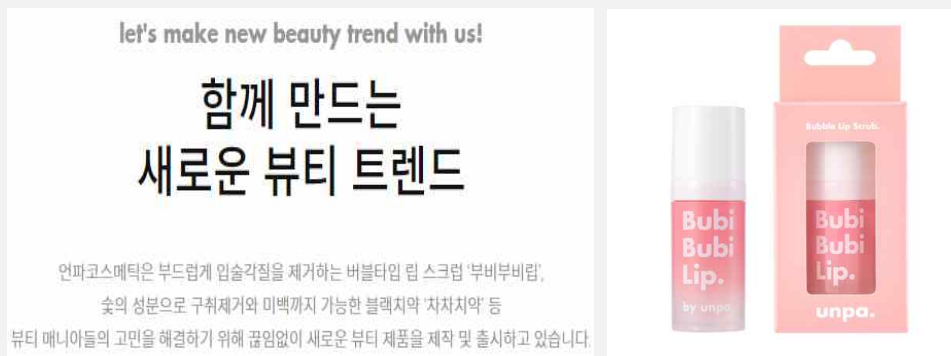 let's make new beauty trend with us!
함께 만드는
새로운 뷰티 트렌드
언파코스메틱은 부드럽게 입술각질을 제거하는 버블타입 립 스크럽 ‘부비부비립’,
숯의 성분으로 구취제거와 미백까지 가능한 블랙치약 ‘차차치약’ 등
뷰티 매니아들의 고민을 해결하기 위해 끊임없이 새로운 뷰티 제품을 제작 및 출시하고 있습니다.
Bubi
Bubi
Lip.
by unpa.
Bubble Lip Scrub.
Bubi
Bubi
Lip.
unpa.